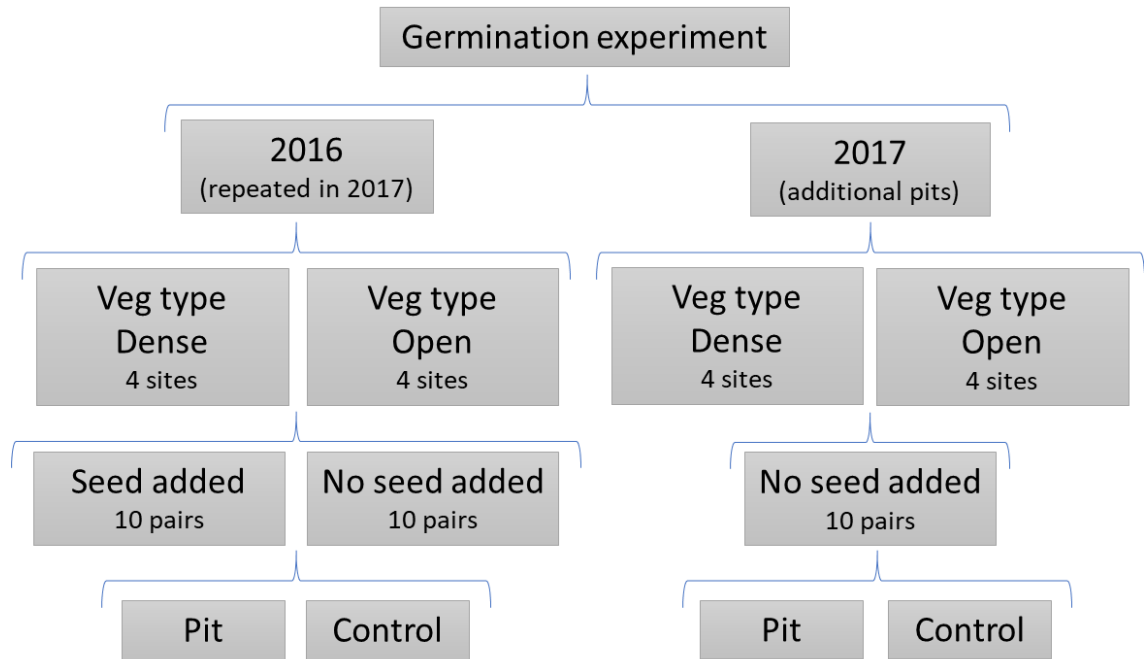 Germination experiment
2016
(repeated in 2017)
2017
(additional pits)
Veg type
Dense
4 sites
Veg type
Open
4 sites
Veg type
Dense
4 sites
Veg type
Open
4 sites
Seed added
10 pairs
No seed added
10 pairs
No seed added
10 pairs
Pit
Control
Pit
Control